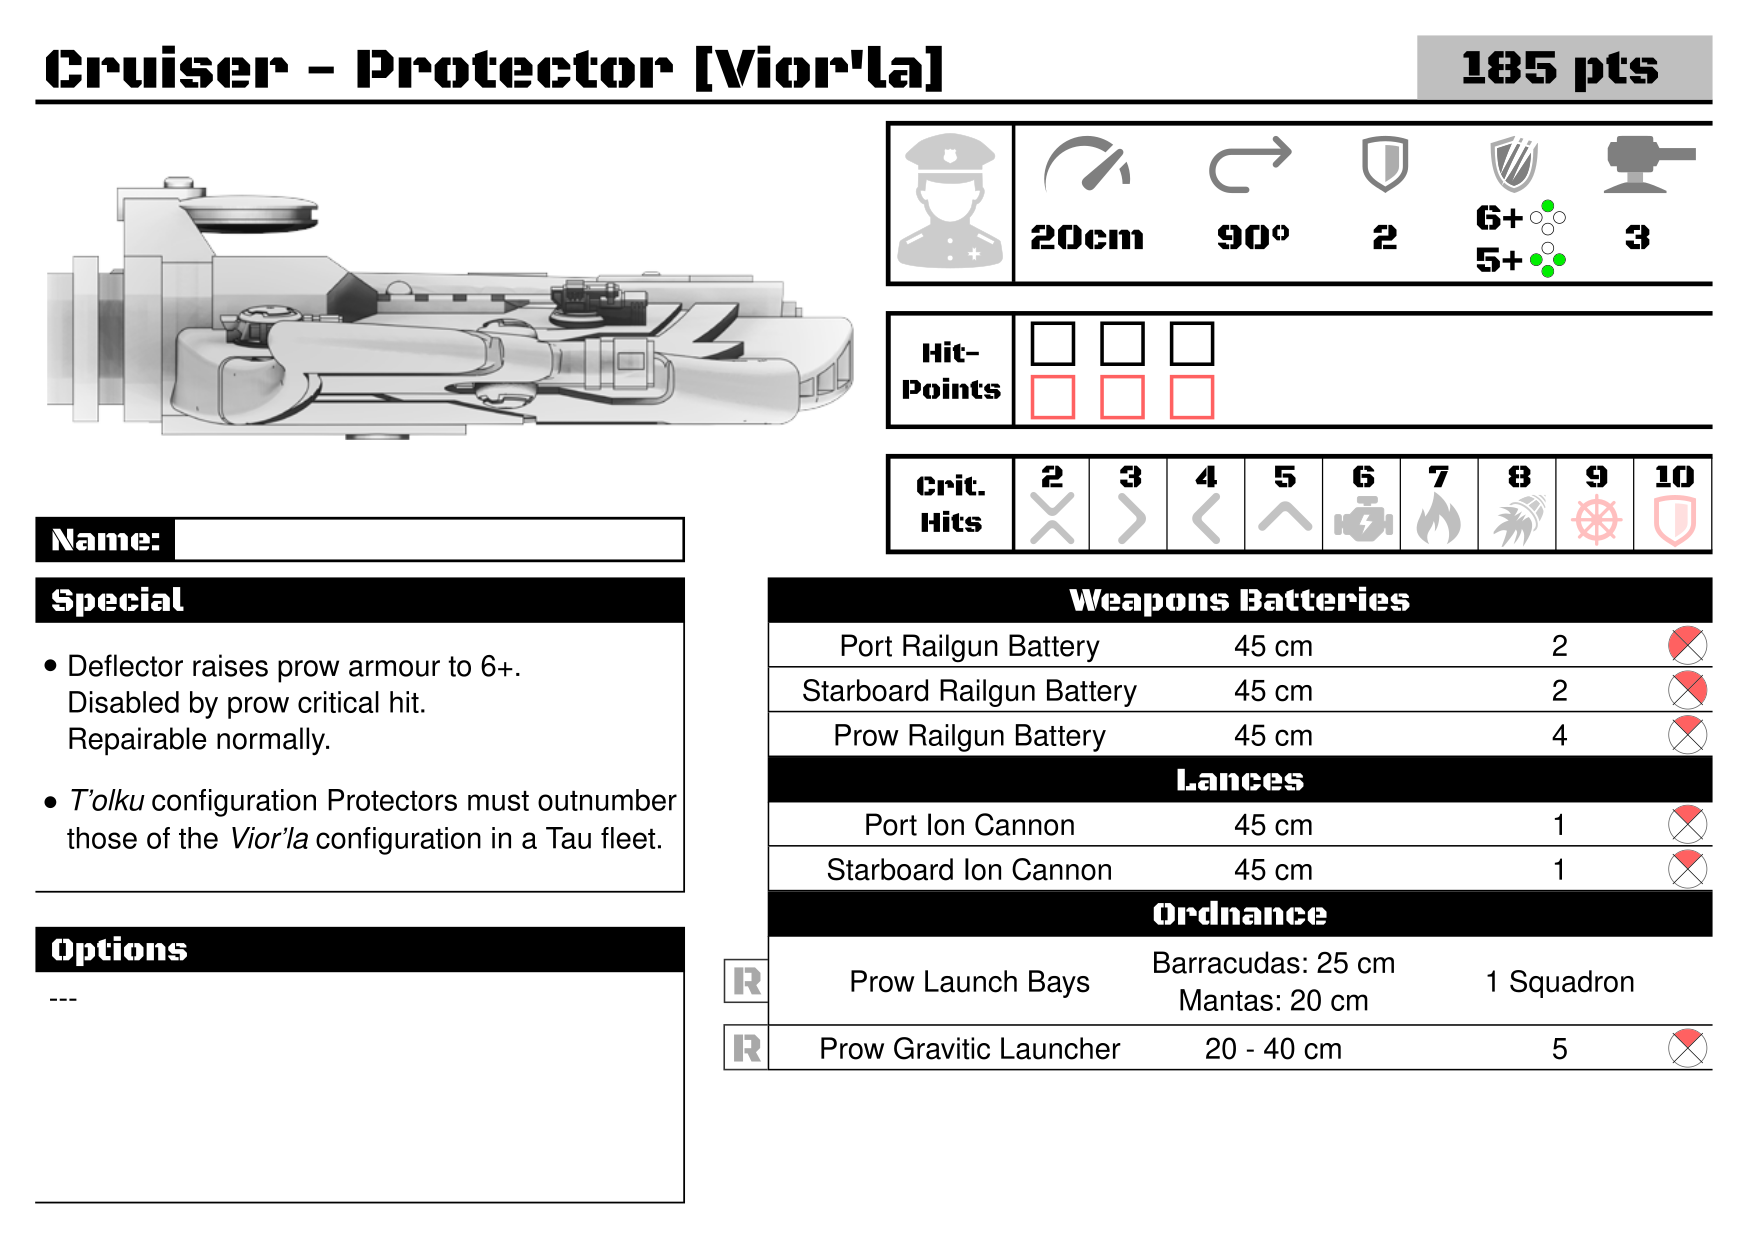 Cruiser – Protector [Vior'la]
185 pts
20cm 90º 2 6+ 3
5+
Hit-
Points
Crit.
Hits
2 3 4 5 6 7 8 9 10
Name:
Special
● Deflector raises prow armour to 6+.
Disabled by prow critical hit.
Repairable normally.
● T’olku configuration Protectors must outnumber
those of the Vior’la configuration in a Tau fleet.
Options
---
Weapons Batteries
Port Railgun Battery 45 cm 2
Starboard Railgun Battery 45 cm 2
Prow Railgun Battery 45 cm 4
Lances
Port Ion Cannon 45 cm 1
Starboard Ion Cannon 45 cm 1
Ordnance
R Prow Launch Bays Barracudas: 25 cm 1 Squadron
Mantas: 20 cm
R Prow Gravitic Launcher 20 - 40 cm 5